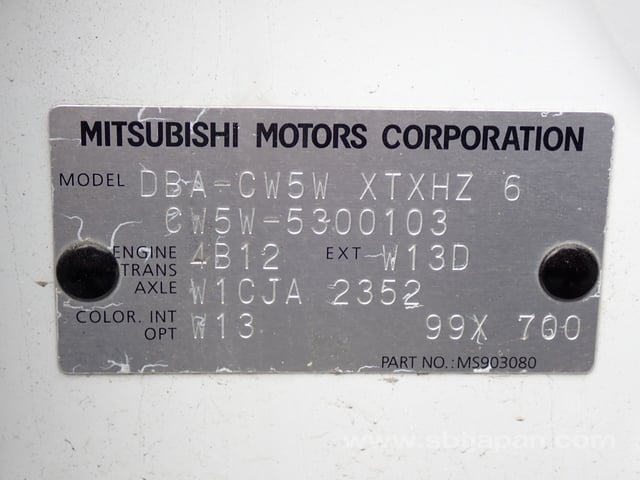 MITSUBISHI MOTORS CORPORATION
MODEL DBA-CW5W XTXHZ 6
CW5W-5300103
ENGINE 4B12 EXT W13D
TRANS
AXLE W1CJA 2352
COLOR. INT W13 99X 700
OPT
PART NO.:MS903080
www.sbtjapan.com